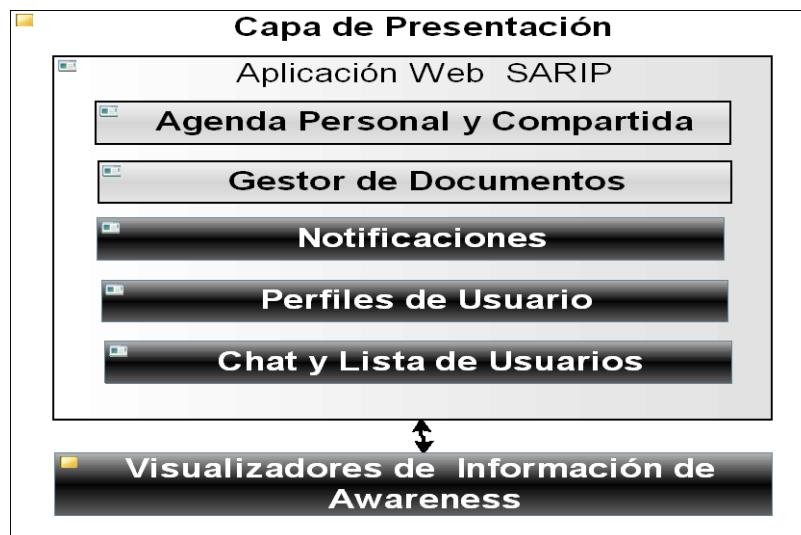 Capa de Presentación
Aplicación Web SARIP
Agenda Personal y Compartida
Gestor de Documentos
Notificaciones
Perfiles de Usuario
Chat y Lista de Usuarios
Visualizadores de Información de
Awareness